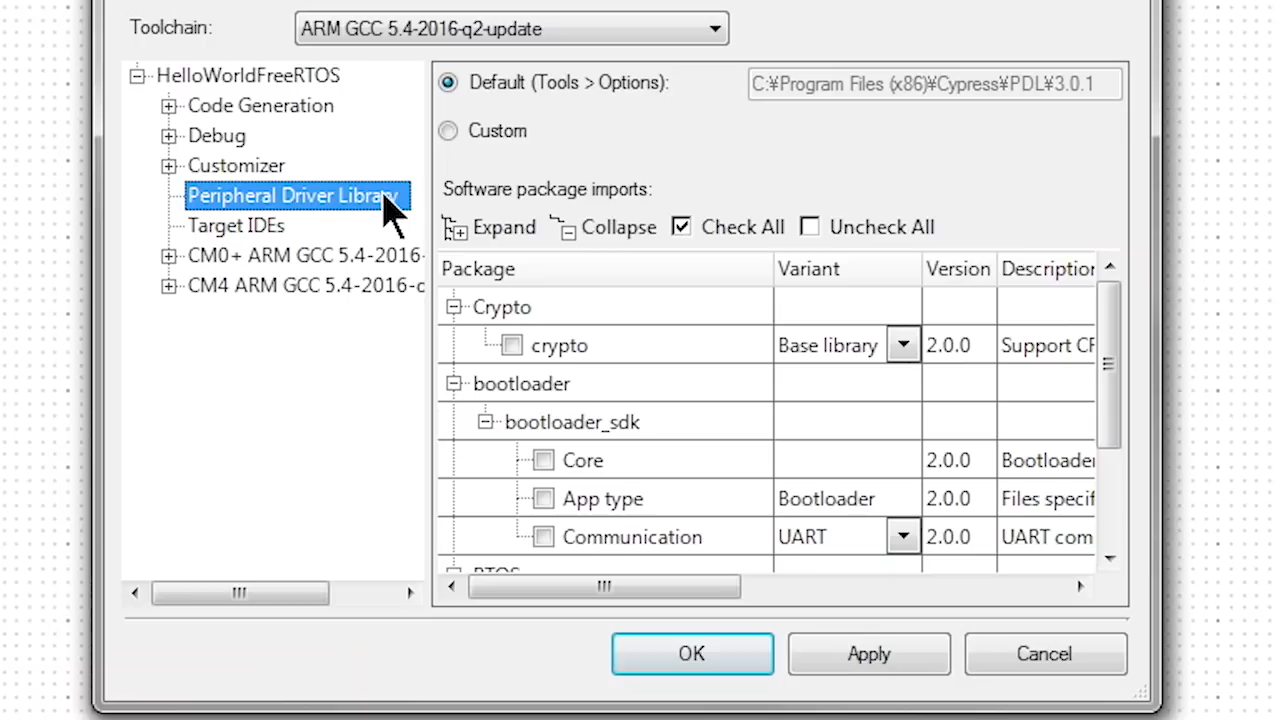 Toolchain:
ARM GCC 5.4-2016-q2-update
HelloWorldFreeRTOS
Code Generation
Debug
Customizer
Peripheral Driver Library
Target IDEs
CM0+ ARM GCC 5.4-2016-
CM4 ARM GCC 5.4-2016-
Default (Tools > Options):
C:¥Program Files (x86)¥Cypress¥PDL¥3.0.1
Custom
Software package imports:
Expand Collapse Check All Uncheck All
Package Variant Version Description
Crypto
crypto Base library 2.0.0 Support
bootloader
bootloader_sdk
Core 2.0.0 Bootloader
App type Bootloader 2.0.0 Files
Communication UART 2.0.0 UART com
RTOS
OK Apply Cancel